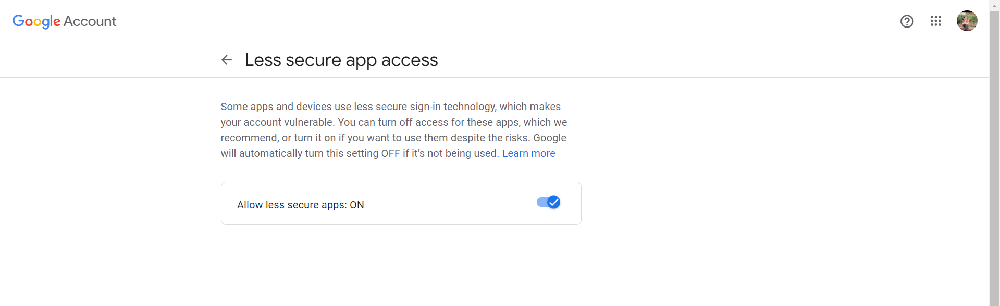 Google Account
Less secure app access
Some apps and devices use less secure sign-in technology, which makes
your account vulnerable. You can turn off access for these apps, which we
recommend, or turn it on if you want to use them despite the risks. Google
will automatically turn this setting OFF if it’s not being used. Learn more
Allow less secure apps: ON